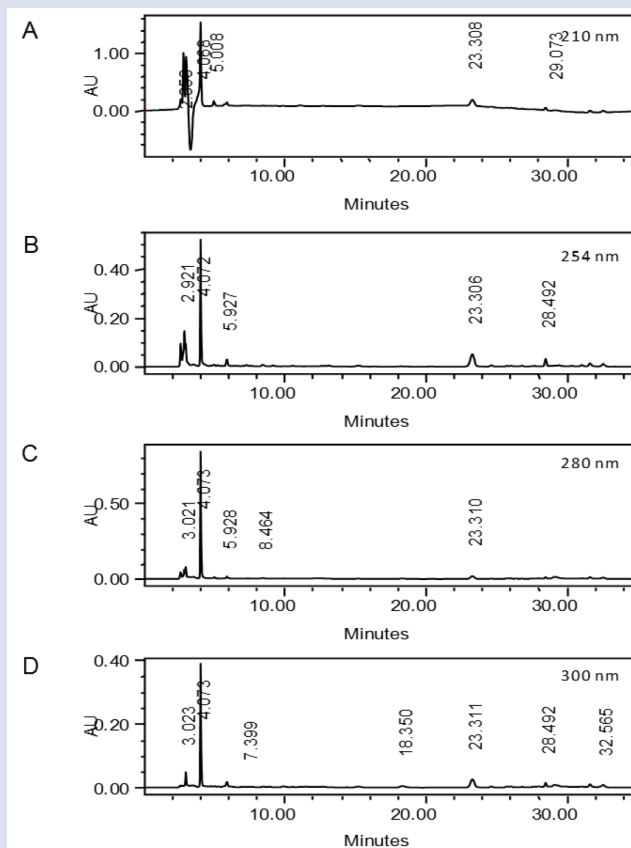 A
210 nm
AU
1.00
0.00
4.088
5.008
23.308
29.073
10.00
20.00
30.00
Minutes
B
254 nm
AU
0.40
0.20
0.00
2.921
4.072
5.927
23.306
28.492
10.00
20.00
30.00
Minutes
C
280 nm
AU
0.50
0.00
3.021
4.073
5.928
8.464
23.310
10.00
20.00
30.00
Minutes
D
300 nm
AU
0.40
0.20
0.00
3.023
4.073
7.399
18.350
23.311
28.492
32.565
10.00
20.00
30.00
Minutes